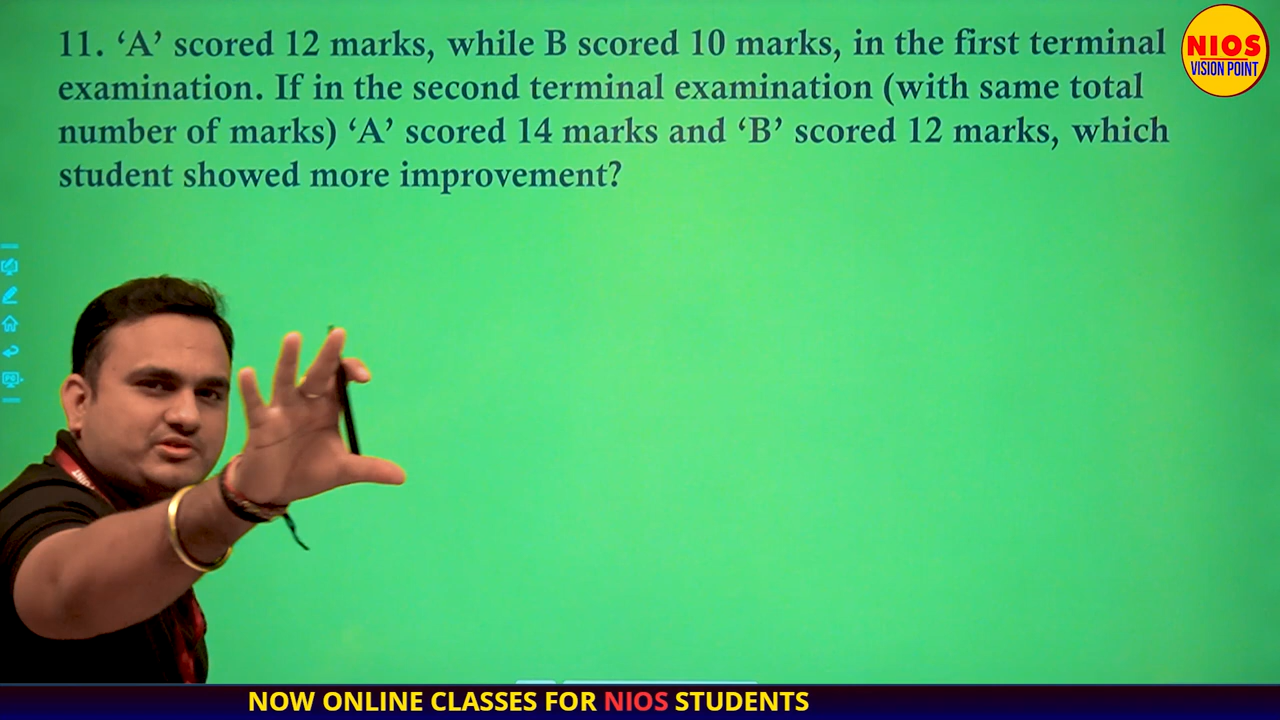 11. ‘A’ scored 12 marks, while B scored 10 marks, in the first terminal
examination. If in the second terminal examination (with same total
number of marks) ‘A’ scored 14 marks and ‘B’ scored 12 marks, which
student showed more improvement?
NIOS
VISION POINT
NOW ONLINE CLASSES FOR NIOS STUDENTS